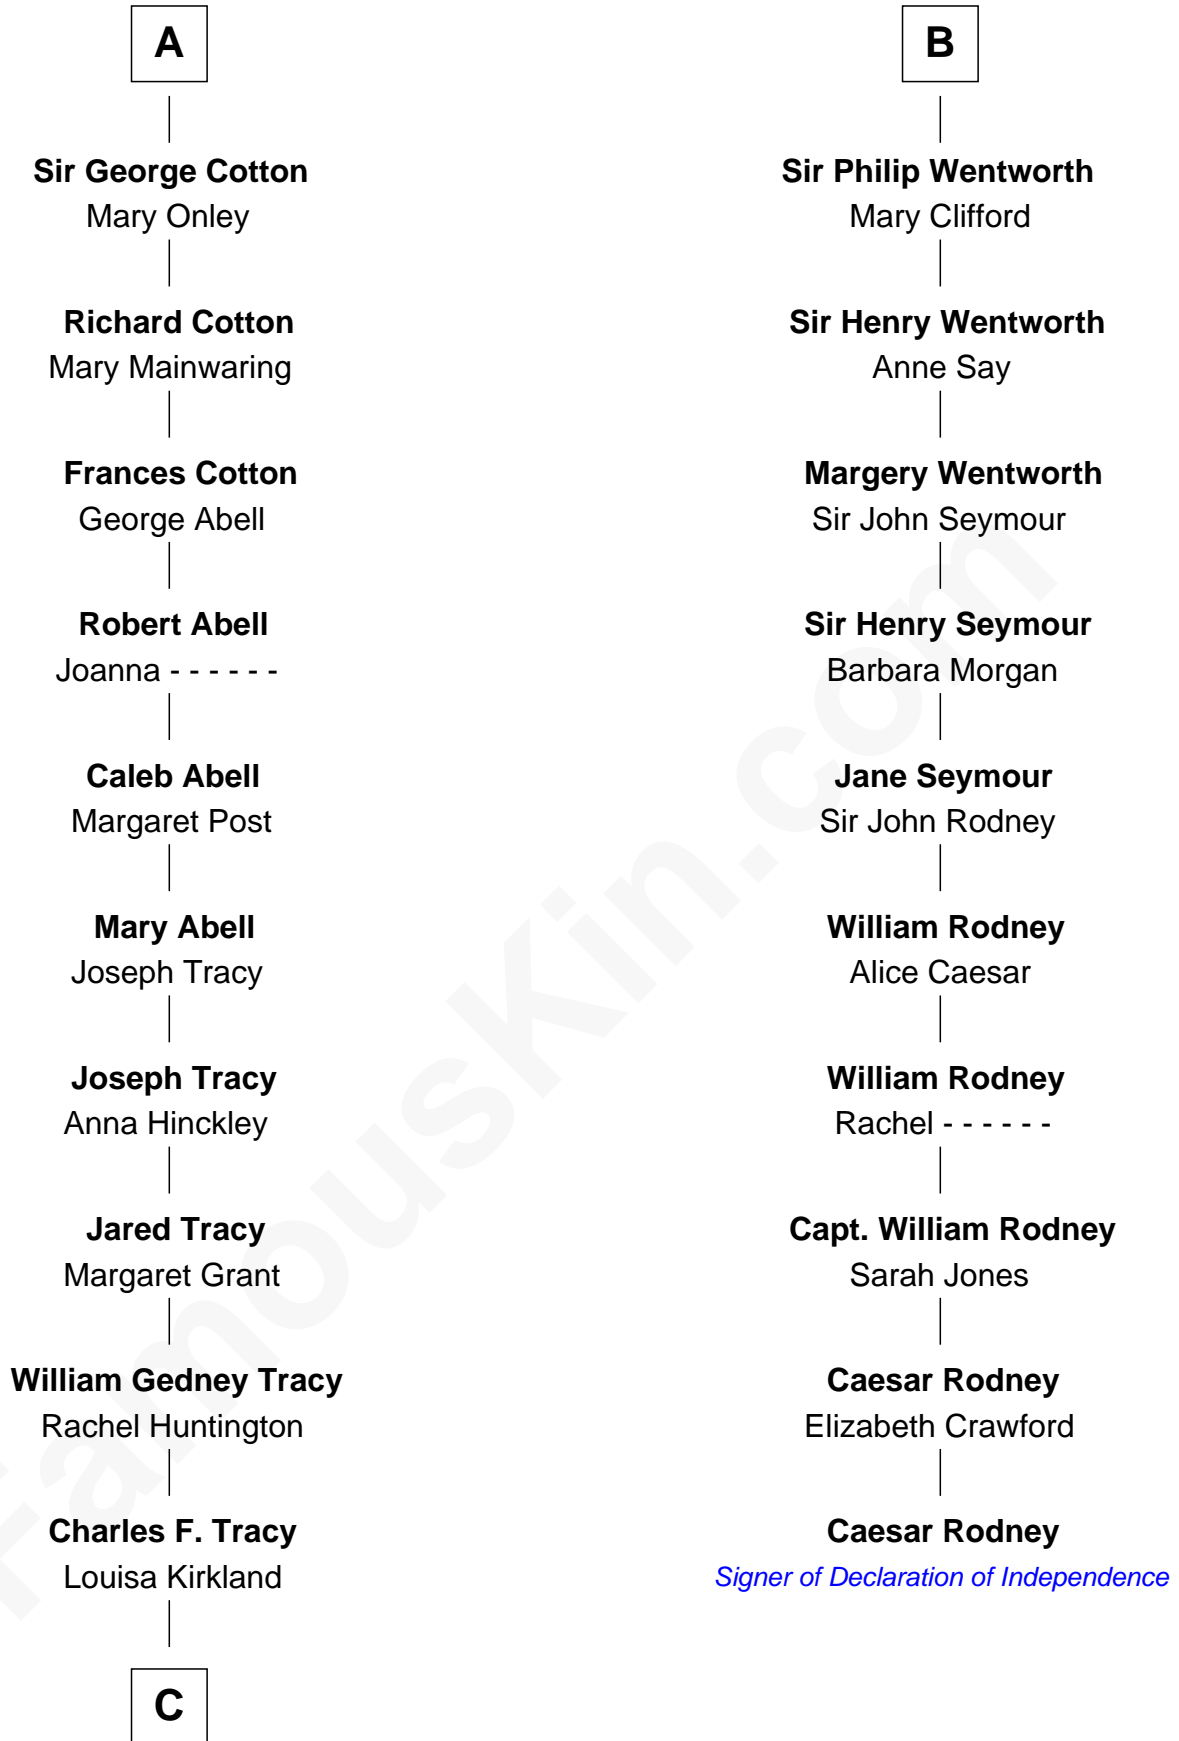 A
Sir George Cotton
Mary Onley
Richard Cotton
Mary Mainwaring
Frances Cotton
George Abell
Robert Abell
Joanna - - - - - -
Caleb Abell
Margaret Post
Mary Abell
Joseph Tracy
Joseph Tracy
Anna Hinckley
Jared Tracy
Margaret Grant
William Gedney Tracy
Rachel Huntington
Charles F. Tracy
Louisa Kirkland
C
B
Sir Philip Wentworth
Mary Clifford
Sir Henry Wentworth
Anne Say
Margery Wentworth
Sir John Seymour
Sir Henry Seymour
Barbara Morgan
Jane Seymour
Sir John Rodney
William Rodney
Alice Caesar
William Rodney
Rachel - - - - - -
Capt. William Rodney
Sarah Jones
Caesar Rodney
Elizabeth Crawford
Caesar Rodney
Signer of Declaration of Independence
FamousKin.com